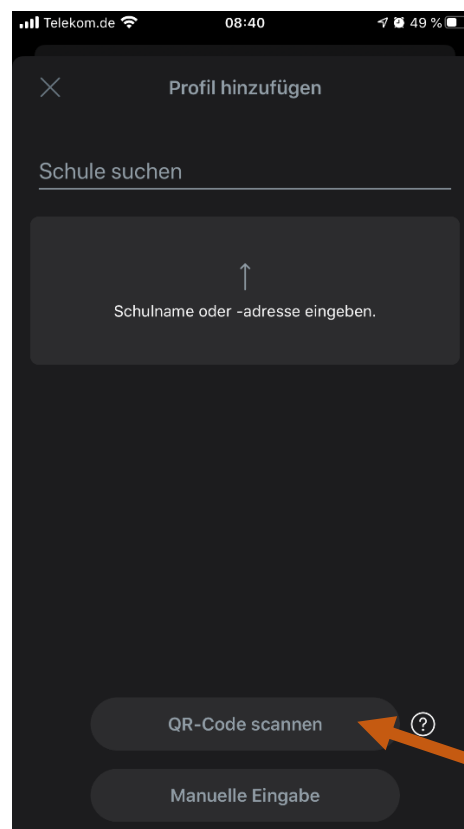 Telekom.de 08:40 49 %
Profil hinzufügen
Schule suchen
Schulname oder -adresse eingeben.
QR-Code scannen ?
Manuelle Eingabe